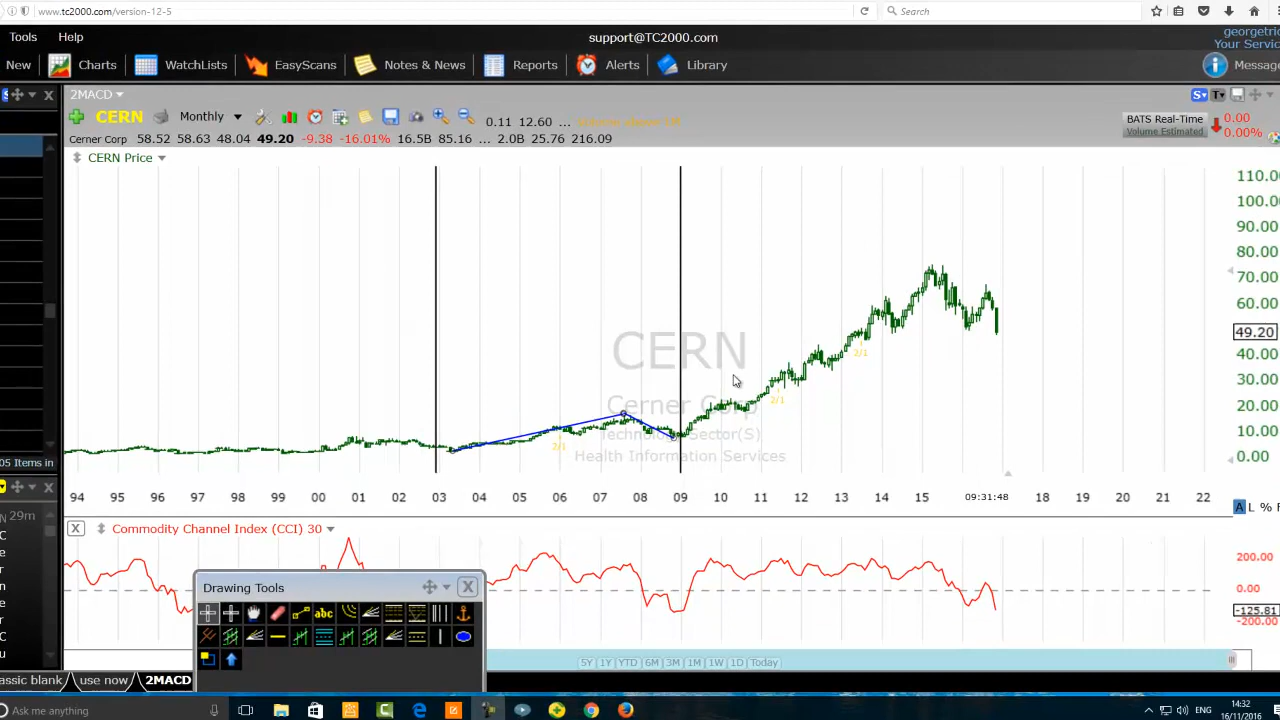 www.tc2000.com/version-12-5
Search
Tools Help support@TC2000.com georgetric
Your Servic
New Charts WatchLists EasyScans Notes & News Reports Alerts Library Message
2MACD S T
CERN Monthly 0.11 12.60 ...
BATS Real-Time 0.00
Volume Estimated 0.00%
Cerner Corp 58.52 58.63 48.04 49.20 -9.38 -16.01% 16.5B 85.16 ... 2.0B 25.76 216.09
CERN Price
110.0
100.0
90.00
80.00
70.00
60.00
49.20
40.00
30.00
20.00
10.00
0.00
CERN
Cerner Corp
Technology Sector(S)
Health Information Services
2/1
2/1
2/1
05 Items in
94 95 96 97 98 99 00 01 02 03 04 05 06 07 08 09 10 11 12 13 14 15 09:31:48 18 19 20 21 22
A L % F
29m
X Commodity Channel Index (CCI) 30
200.00
0.00
-125.81
-200.00
Drawing Tools X
abc
5Y 1Y YTD 6M 3M 1M 1W 1D Today
assic blank use now 2MACD
Ask me anything
ENG 14:32
16/11/2016